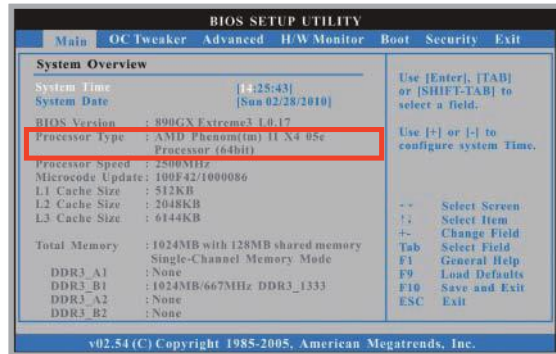 BIOS SETUP UTILITY
Main OC Tweaker Advanced H/W Monitor Boot Security Exit
System Overview
System Time [14:25:43]
System Date [Sun 02/28/2010]
BIOS Version : 890GX Extreme3 L0.17
Processor Type : AMD Phenom(tm) II X4 05e
Processor (64bit)
Processor Speed : 2500MHz
Microcode Update : 100F42/1000086
L1 Cache Size : 512KB
L2 Cache Size : 2048KB
L3 Cache Size : 6144KB
Total Memory : 1024MB with 128MB shared memory
Single-Channel Memory Mode
DDR3_A1 : None
DDR3_B1 : 1024MB/667MHz DDR3_1333
DDR3_A2 : None
DDR3_B2 : None
Use [Enter], [TAB]
or [SHIFT-TAB] to
select a field.
Use [+] or [-] to
configure system Time.
Select Screen
↑↓ Select Item
+- Change Field
Tab Select Field
F1 General Help
F9 Load Defaults
F10 Save and Exit
ESC Exit
v02.54 (C) Copyright 1985-2005, American Megatrends, Inc.